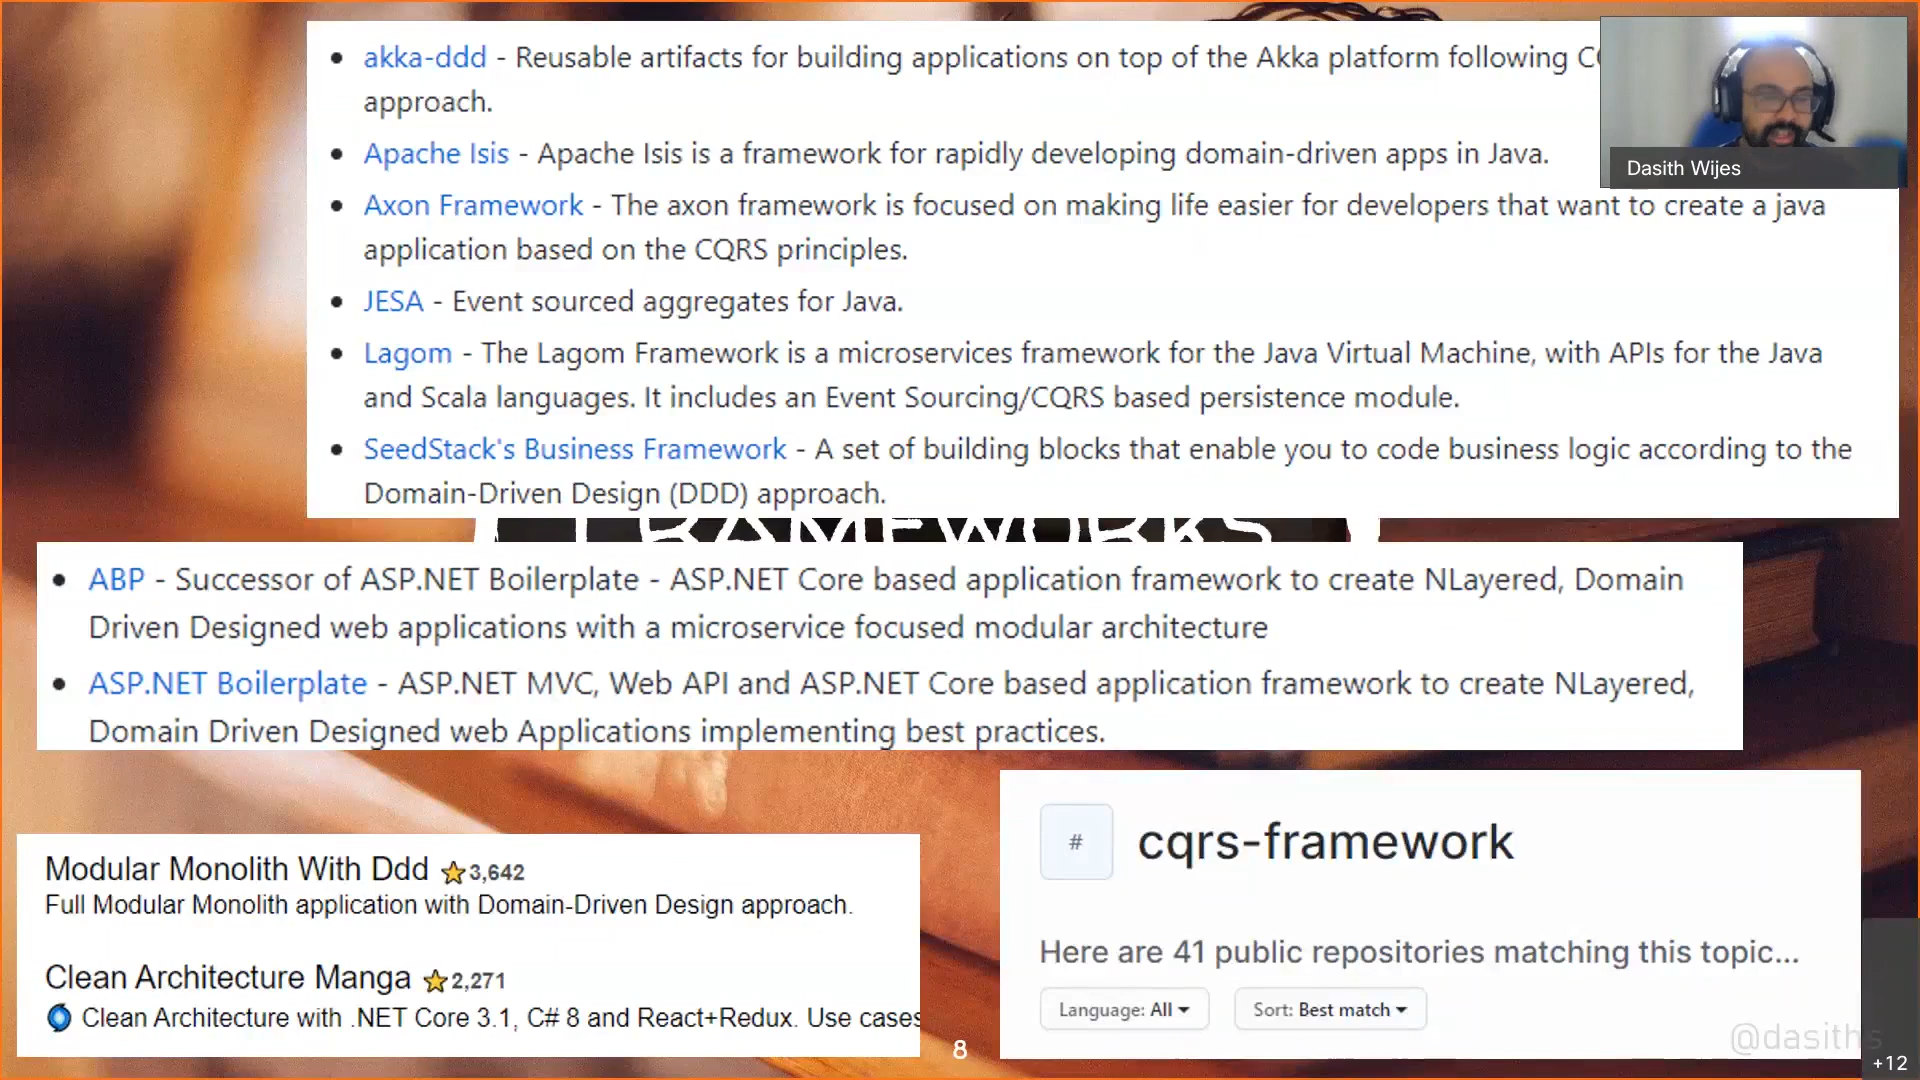 • akka-ddd - Reusable artifacts for building applications on top of the Akka platform following
approach.
• Apache Isis - Apache Isis is a framework for rapidly developing domain-driven apps in Java.
• Axon Framework - The axon framework is focused on making life easier for developers that want to create a java
application based on the CQRS principles.
• JESA - Event sourced aggregates for Java.
• Lagom - The Lagom Framework is a microservices framework for the Java Virtual Machine, with APIs for the Java
and Scala languages. It includes an Event Sourcing/CQRS based persistence module.
• SeedStack's Business Framework - A set of building blocks that enable you to code business logic according to the
Domain-Driven Design (DDD) approach.
Dasith Wijes
FRAMEWORKS
• ABP - Successor of ASP.NET Boilerplate - ASP.NET Core based application framework to create NLayered, Domain
Driven Designed web applications with a microservice focused modular architecture
• ASP.NET Boilerplate - ASP.NET MVC, Web API and ASP.NET Core based application framework to create NLayered,
Domain Driven Designed web Applications implementing best practices.
Modular Monolith With Ddd ⭐3,642
Full Modular Monolith application with Domain-Driven Design approach.
Clean Architecture Manga ⭐2,271
🌀 Clean Architecture with .NET Core 3.1, C# 8 and React+Redux. Use cases
# cqrs-framework
Here are 41 public repositories matching this topic...
Language: All ▾ Sort: Best match ▾
8
@dasiths
+12